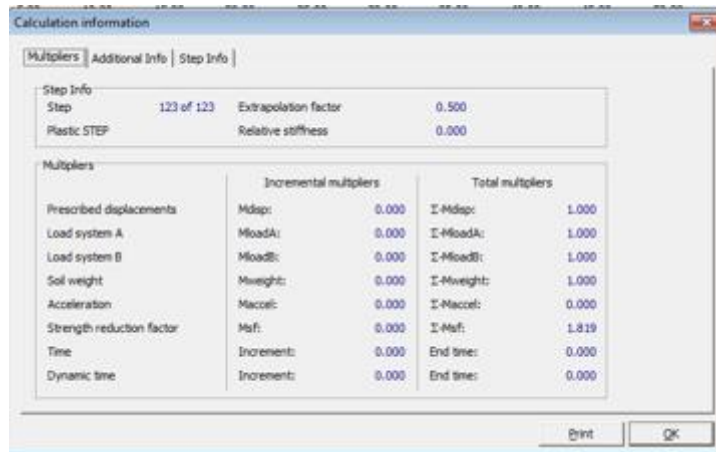 Calculation information
Multipliers Additional Info Step Info
Step Info
Step 123 of 123 Extrapolation factor 0.500
Plastic STEP Relative stiffness 0.000
Multipliers
Incremental multipliers Total multipliers
Prescribed displacements Mdisp: 0.000 Σ-Mdisp: 1.000
Load system A MloadA: 0.000 Σ-MloadA: 1.000
Load system B MloadB: 0.000 Σ-MloadB: 1.000
Soil weight Mweight: 0.000 Σ-Mweight: 1.000
Acceleration Maccel: 0.000 Σ-Maccel: 0.000
Strength reduction factor Msf: 0.000 Σ-Msf: 1.819
Time Increment: 0.000 End time: 0.000
Dynamic time Increment: 0.000 End time: 0.000
Print OK